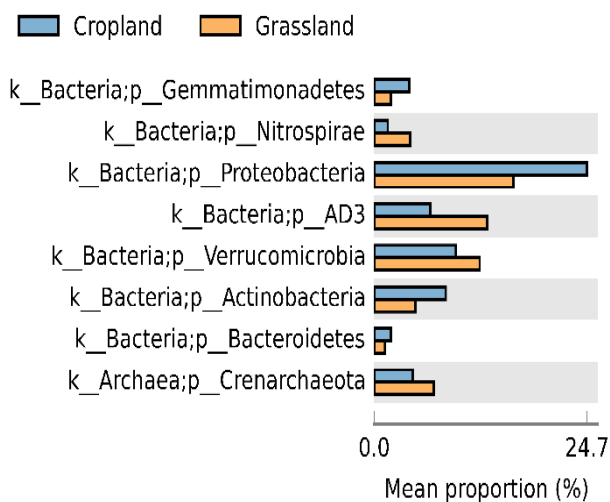 Cropland Grassland
k__Bacteria;p__Gemmatimonadetes
k__Bacteria;p__Nitrospirae
k__Bacteria;p__Proteobacteria
k__Bacteria;p__AD3
k__Bacteria;p__Verrucomicrobia
k__Bacteria;p__Actinobacteria
k__Bacteria;p__Bacteroidetes
k__Archaea;p__Crenarchaeota
0.0 24.7
Mean proportion (%)